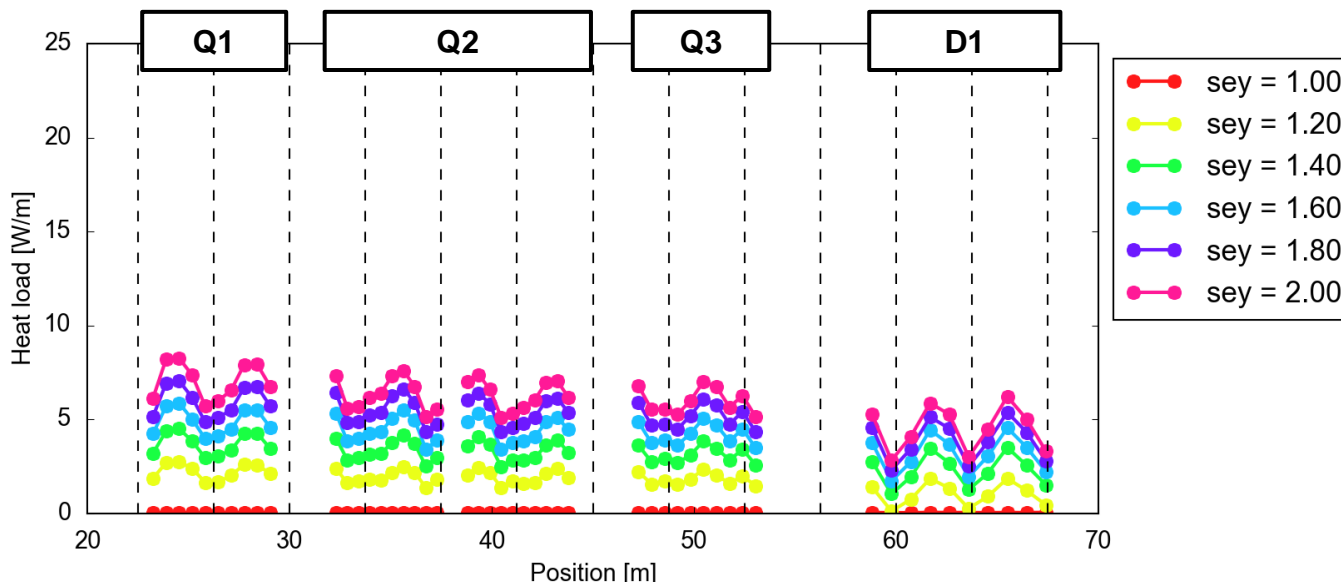 Q1 Q2 Q3 D1
25
20
15
10
5
0
Heat load [W/m]
20 30 40 50 60 70
Position [m]
sey = 1.00
sey = 1.20
sey = 1.40
sey = 1.60
sey = 1.80
sey = 2.00